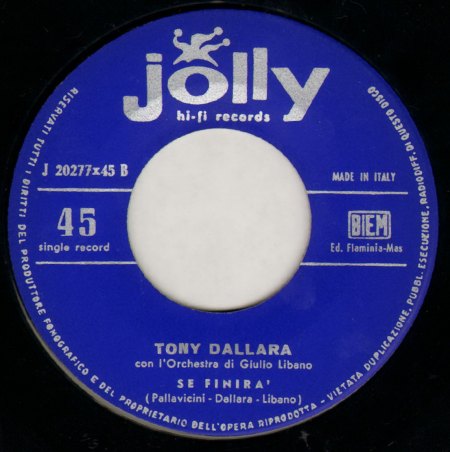 jolly
hi-fi records
J 20277x45 B
MADE IN ITALY
45
single record
BIEM
Ed. Flaminia-Mas
TONY DALLARA
con l'Orchestra di Giulio Libano
SE FINIRA'
(Pallavicini - Dallara - Libano)
RISERVATI TUTTI I DIRITTI DEL PRODUTTORE FONOGRAFICO E DEL PROPRIETARIO DELL'OPERA RIPRODOTTA - VIETATA DUPLICAZIONE, PUBBL. ESECUZIONE, RADIODIFF. DI QUESTO DISCO